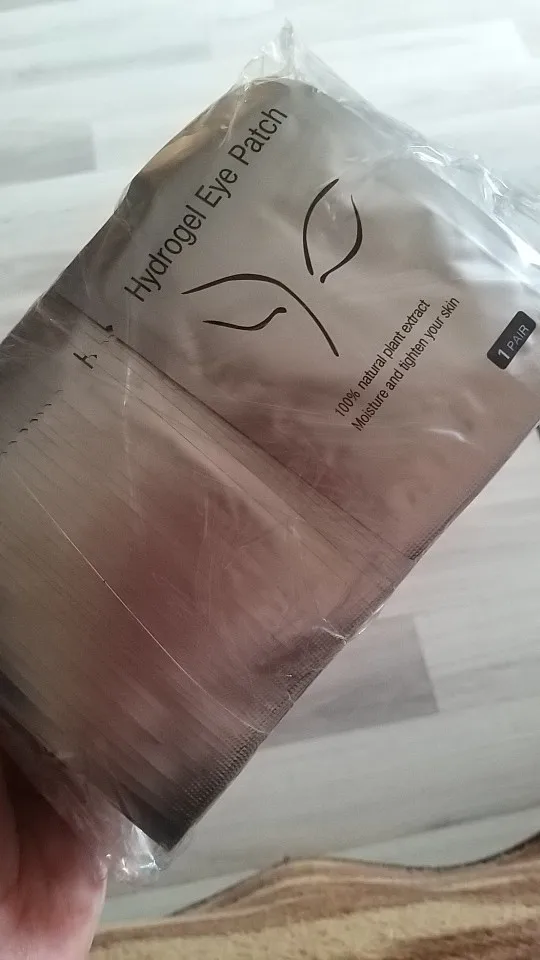 Hydrogel Eye Patch
100% natural plant extract
Moisture and tighten your skin
1 PAIR